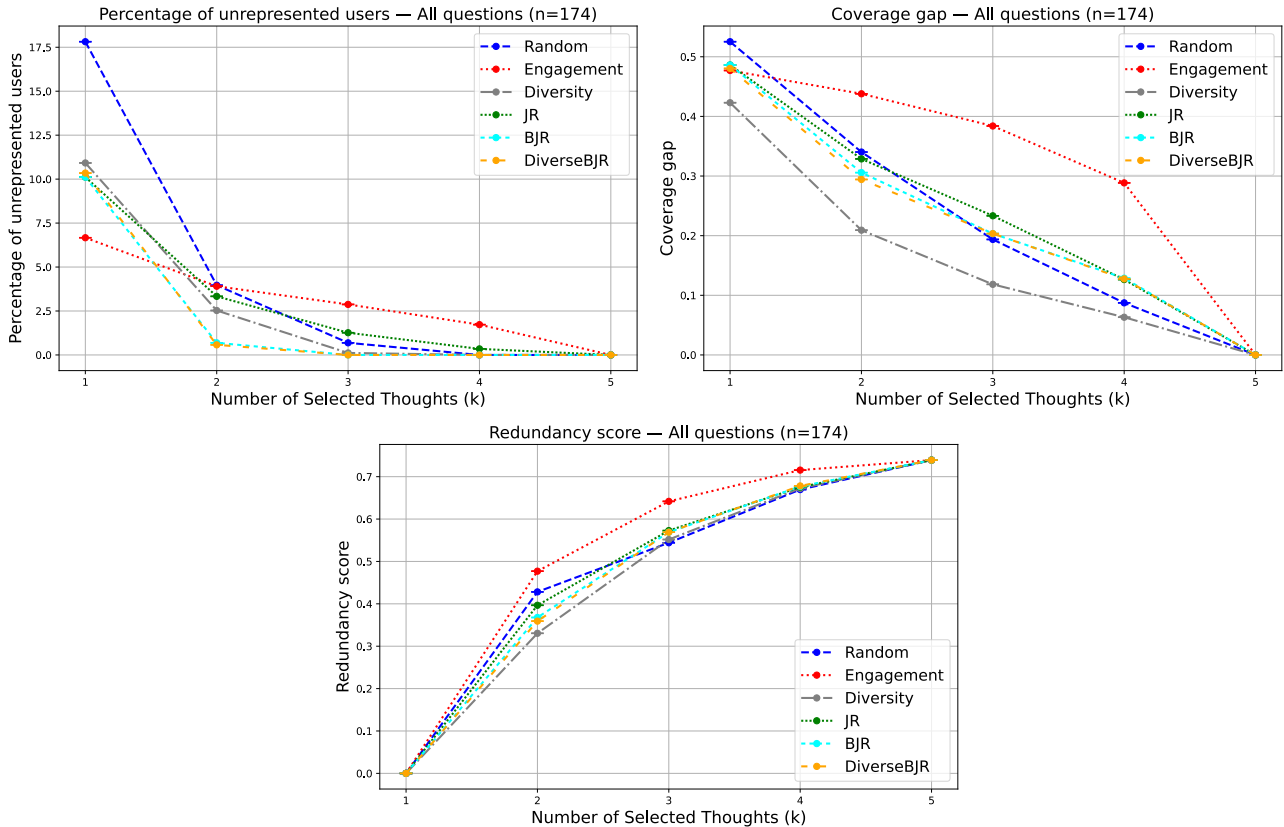 Percentage of unrepresented users — All questions (n=174)
Percentage of unrepresented users
17.5
15.0
12.5
10.0
7.5
5.0
2.5
0.0
Random
Engagement
Diversity
JR
BJR
DiverseBJR
1 2 3 4 5
Number of Selected Thoughts (k)
Coverage gap — All questions (n=174)
Coverage gap
0.5
0.4
0.3
0.2
0.1
0.0
Random
Engagement
Diversity
JR
BJR
DiverseBJR
1 2 3 4 5
Number of Selected Thoughts (k)
Redundancy score — All questions (n=174)
Redundancy score
0.7
0.6
0.5
0.4
0.3
0.2
0.1
0.0
Random
Engagement
Diversity
JR
BJR
DiverseBJR
1 2 3 4 5
Number of Selected Thoughts (k)